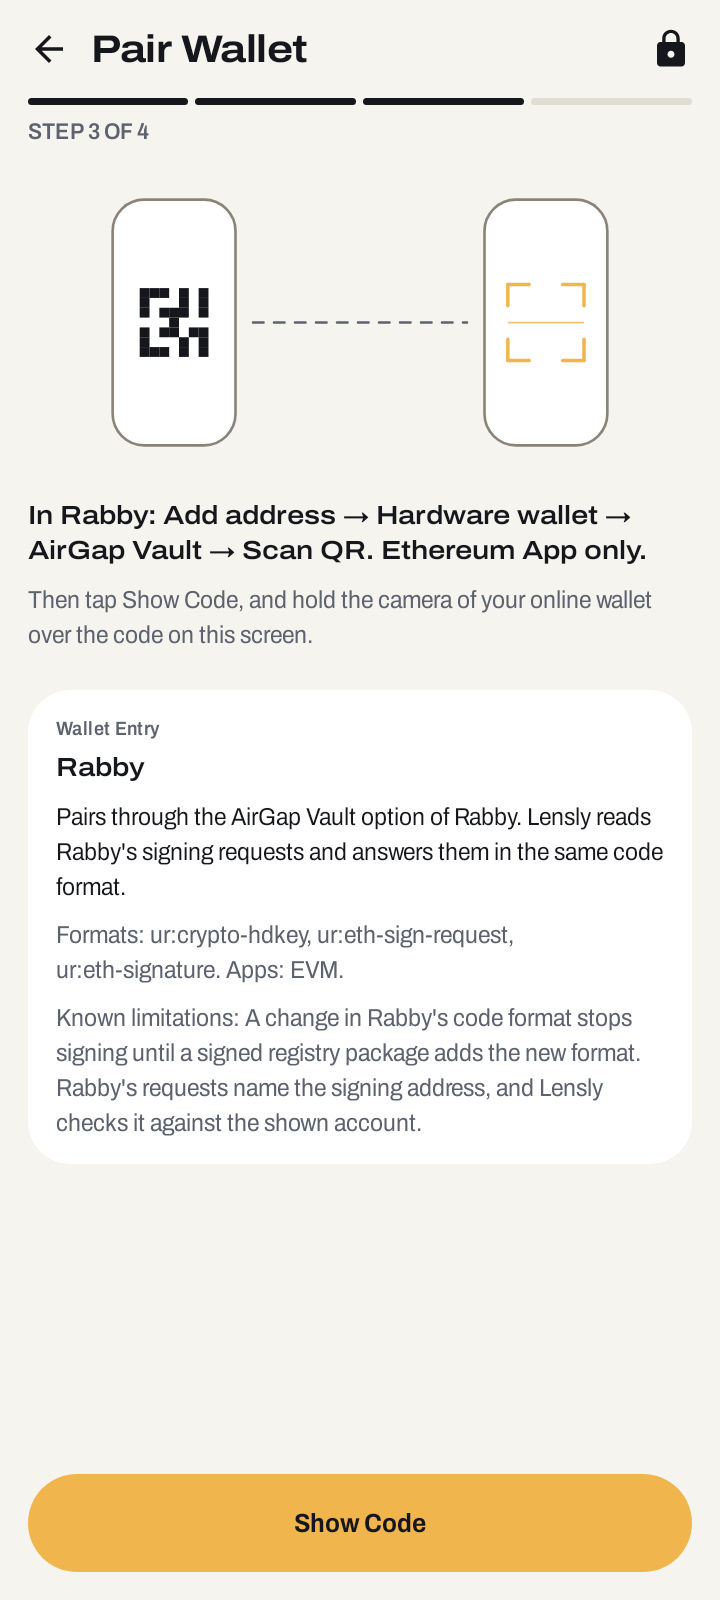 Pair Wallet
STEP 3 OF 4
In Rabby: Add address → Hardware wallet →
AirGap Vault → Scan QR. Ethereum App only.
Then tap Show Code, and hold the camera of your online wallet
over the code on this screen.
Wallet Entry
Rabby
Pairs through the AirGap Vault option of Rabby. Lensly reads
Rabby's signing requests and answers them in the same code
format.
Formats: ur:crypto-hdkey, ur:eth-sign-request,
ur:eth-signature. Apps: EVM.
Known limitations: A change in Rabby's code format stops
signing until a signed registry package adds the new format.
Rabby's requests name the signing address, and Lensly
checks it against the shown account.
Show Code